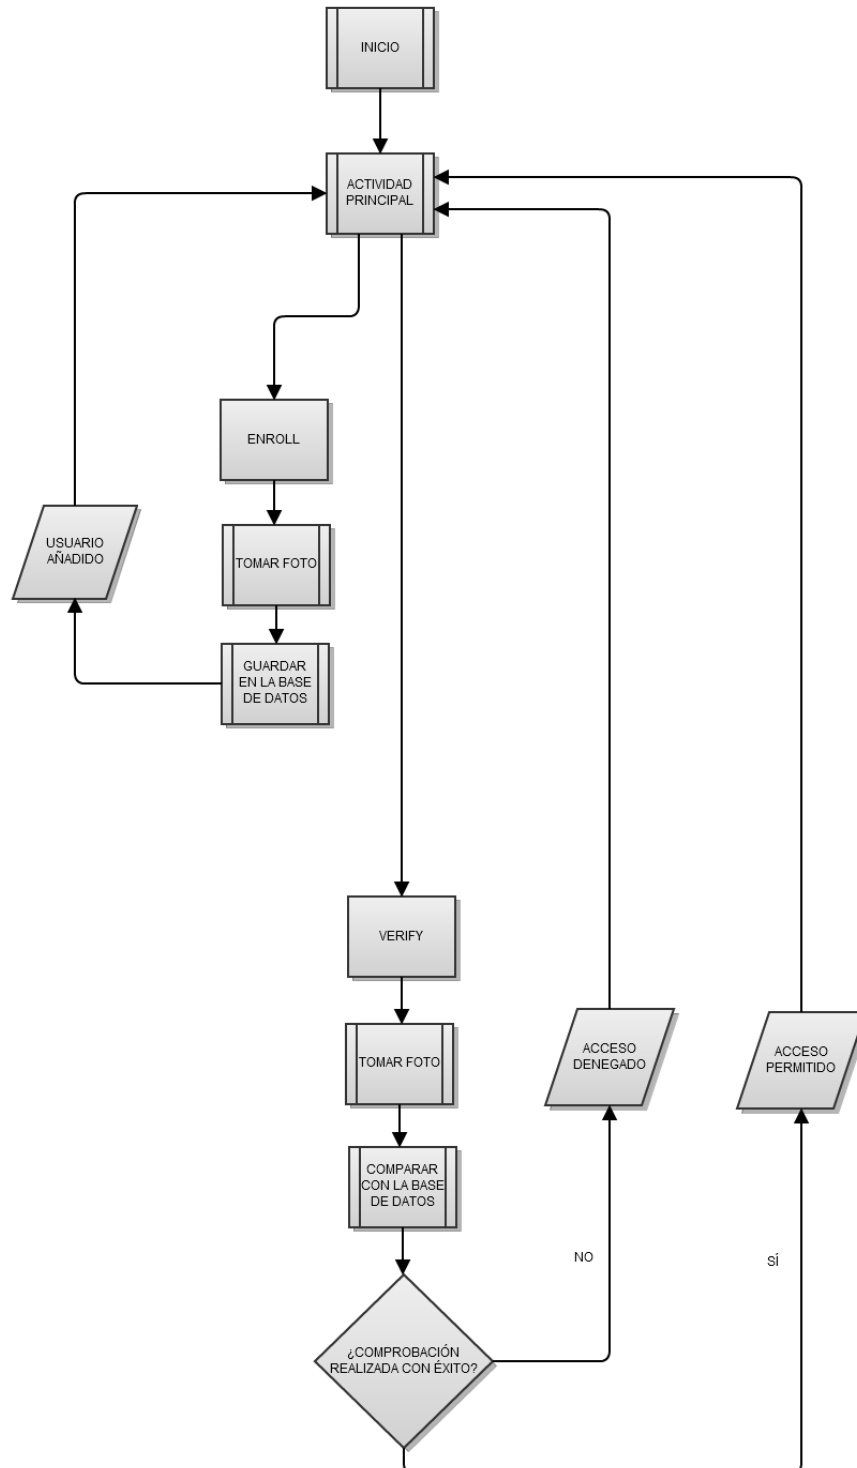 INICIO
ACTIVIDAD
PRINCIPAL
ENROLL
USUARIO
AÑADIDO
TOMAR FOTO
GUARDAR
EN LA BASE
DE DATOS
VERIFY
TOMAR FOTO
ACCESO
DENEGADO
ACCESO
PERMITIDO
COMPARAR
CON LA BASE
DE DATOS
NO
SÍ
¿COMPROBACIÓN
REALIZADA CON ÉXITO?